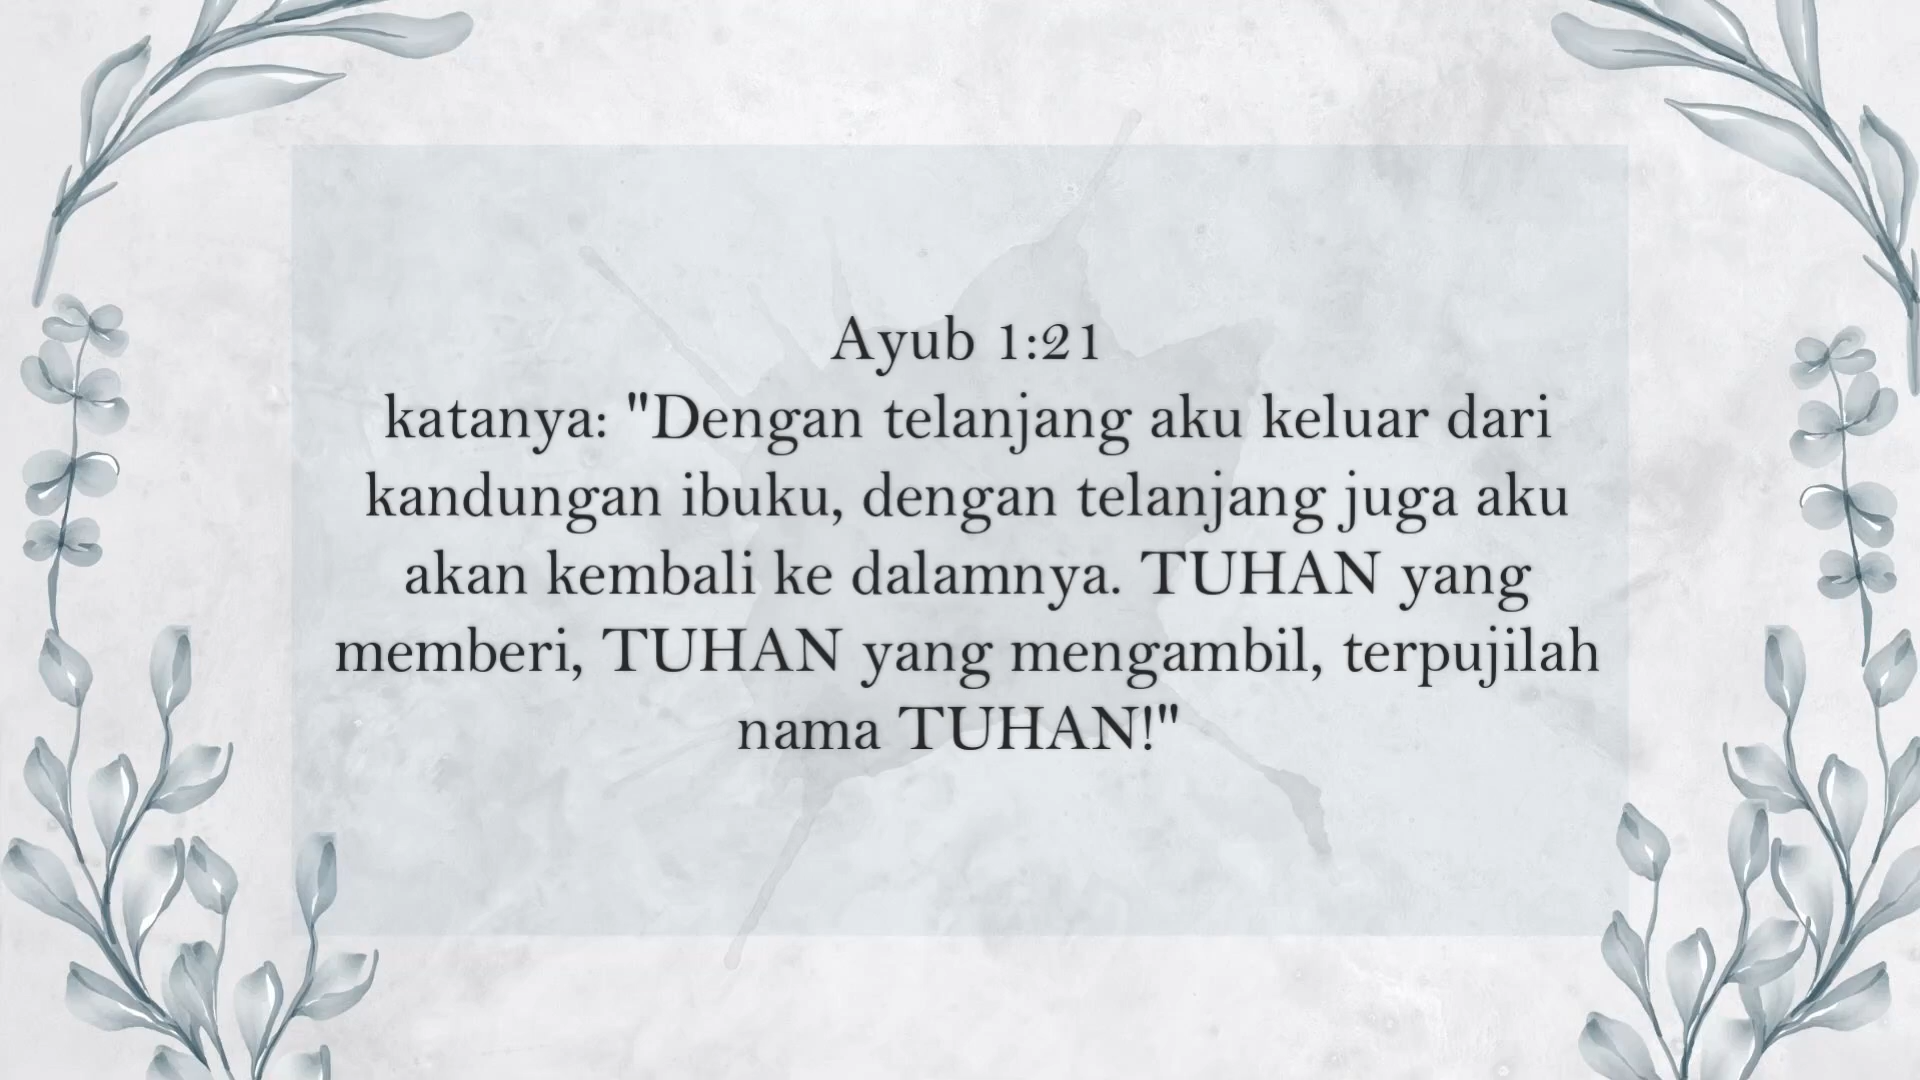 Ayub 1:21
katanya: "Dengan telanjang aku keluar dari
kandungan ibuku, dengan telanjang juga aku
akan kembali ke dalamnya. TUHAN yang
memberi, TUHAN yang mengambil, terpujilah
nama TUHAN!"